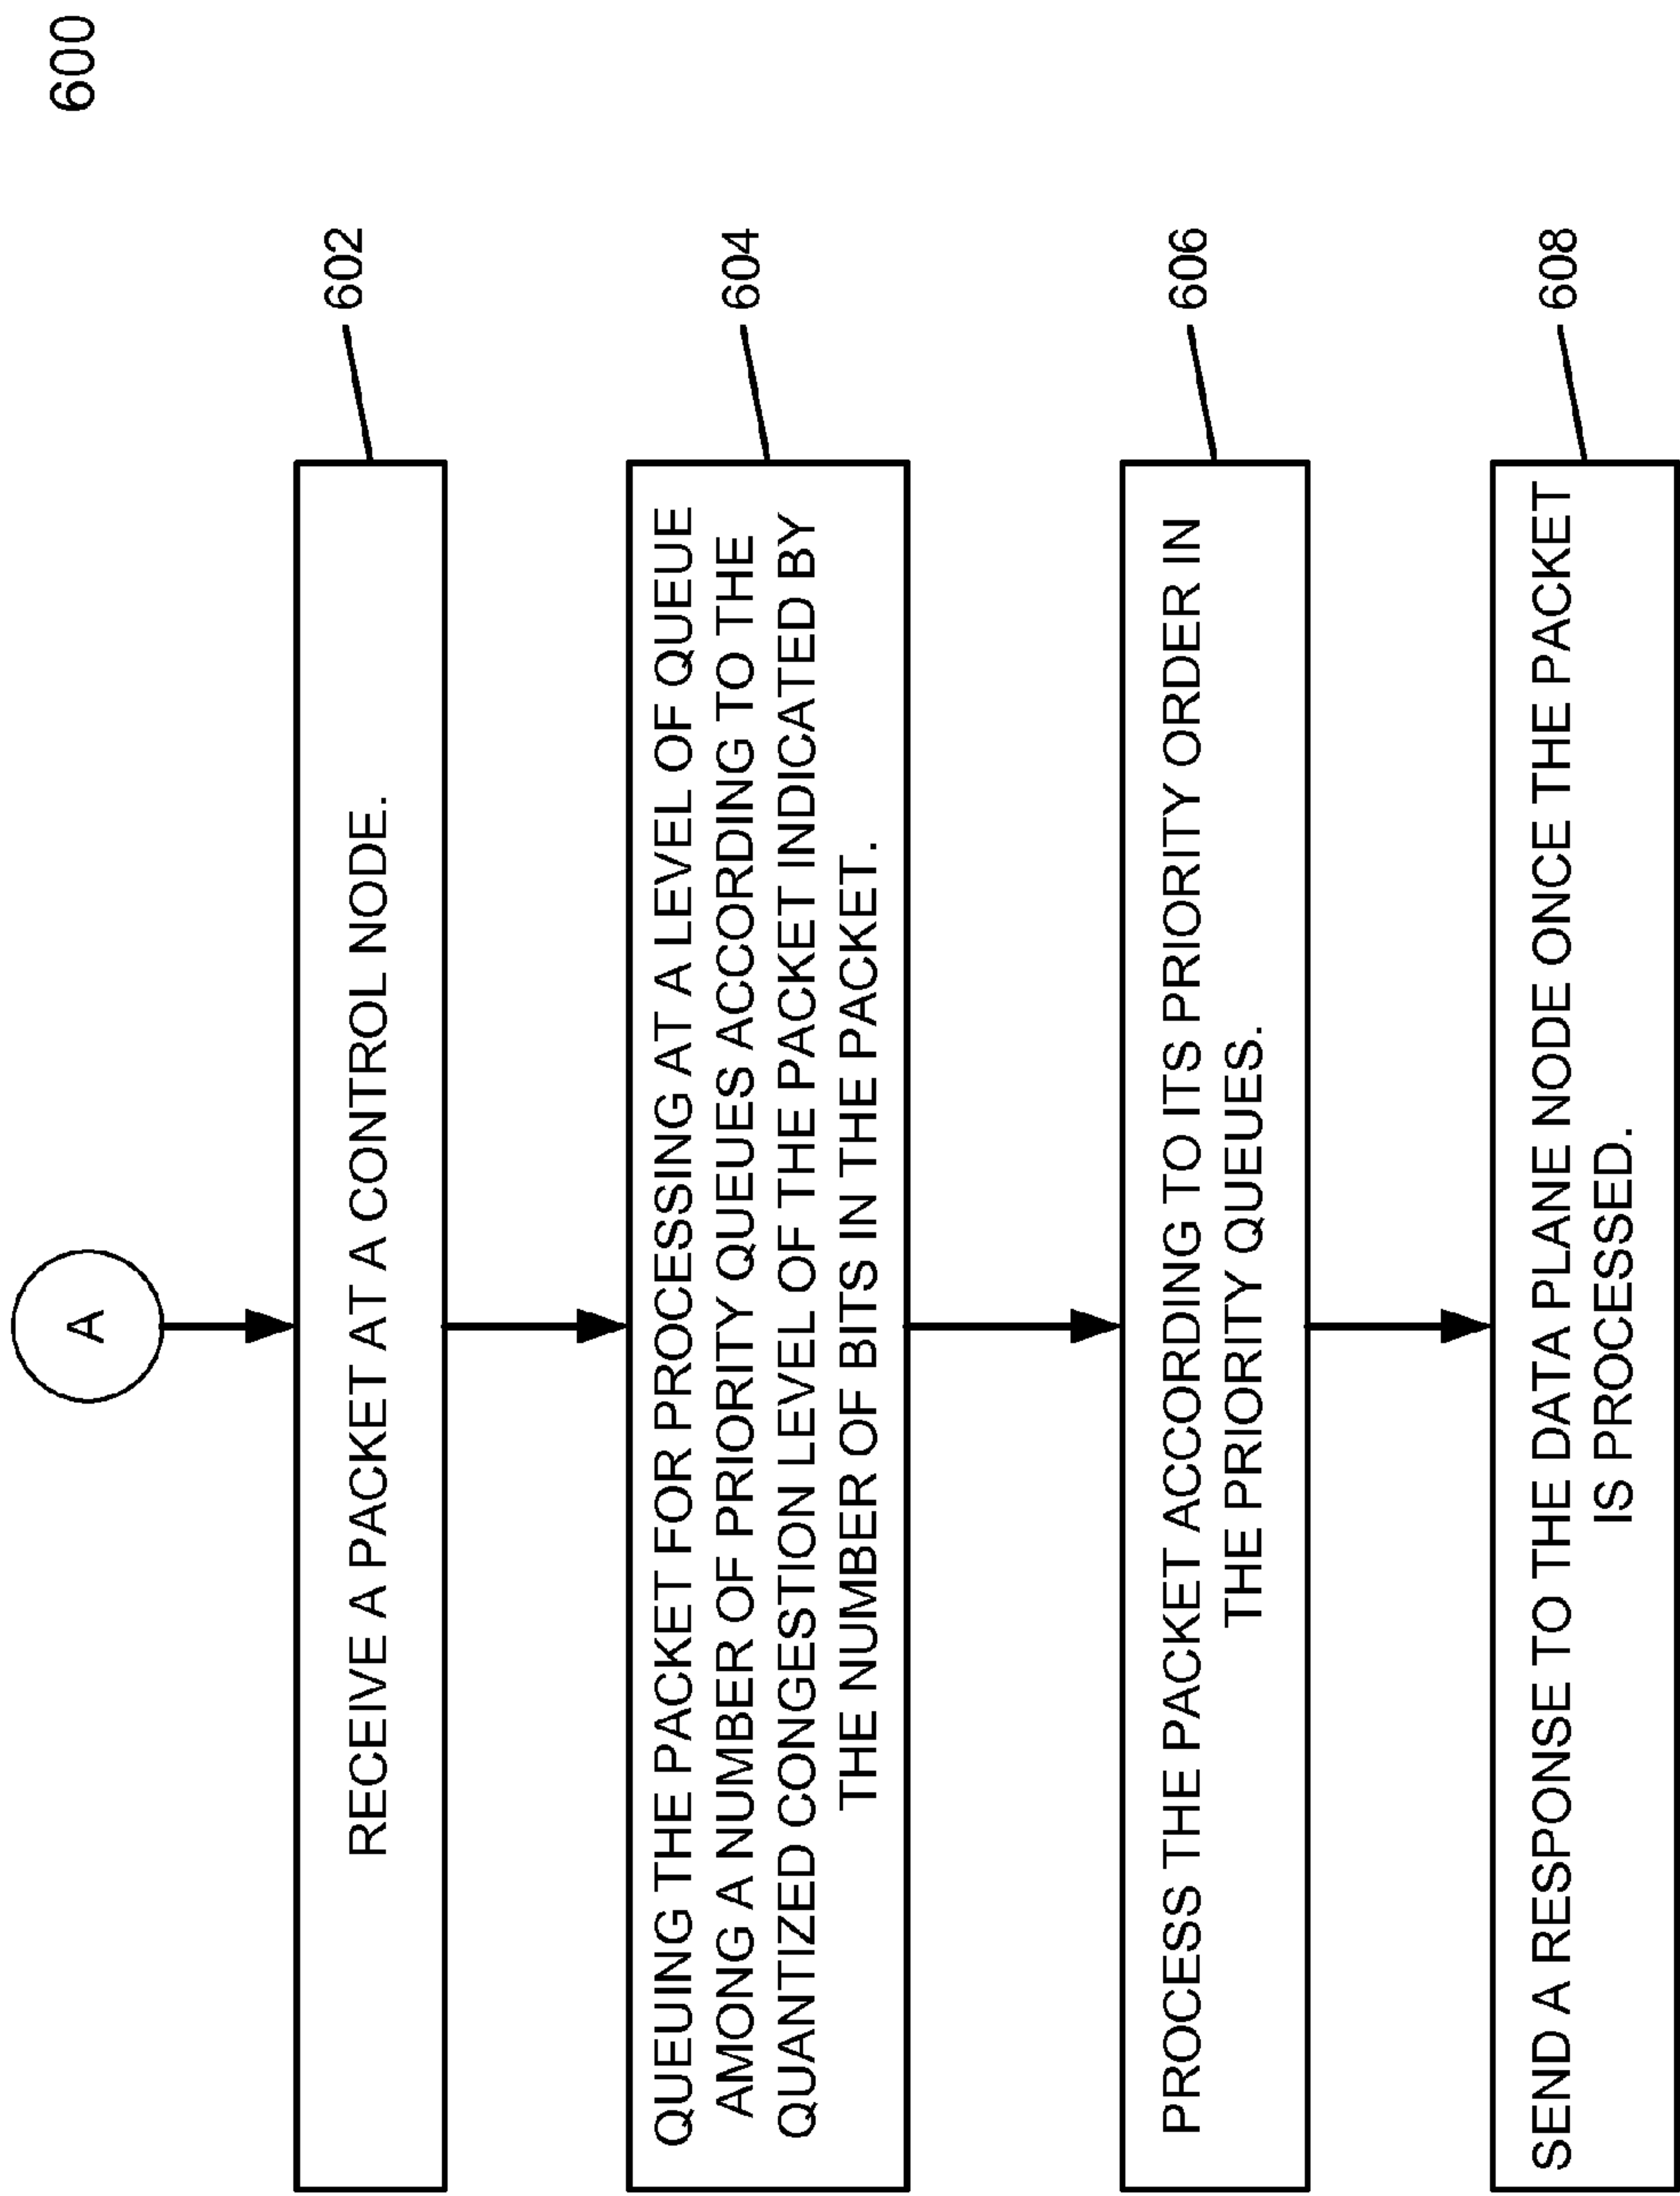 600
A
RECEIVE A PACKET AT A CONTROL NODE.
602
QUEUING THE PACKET FOR PROCESSING AT A LEVEL OF QUEUE
AMONG A NUMBER OF PRIORITY QUEUES ACCORDING TO THE
QUANTIZED CONGESTION LEVEL OF THE PACKET INDICATED BY
THE NUMBER OF BITS IN THE PACKET.
604
PROCESS THE PACKET ACCORDING TO ITS PRIORITY ORDER IN
THE PRIORITY QUEUES.
606
SEND A RESPONSE TO THE DATA PLANE NODE ONCE THE PACKET
IS PROCESSED.
608